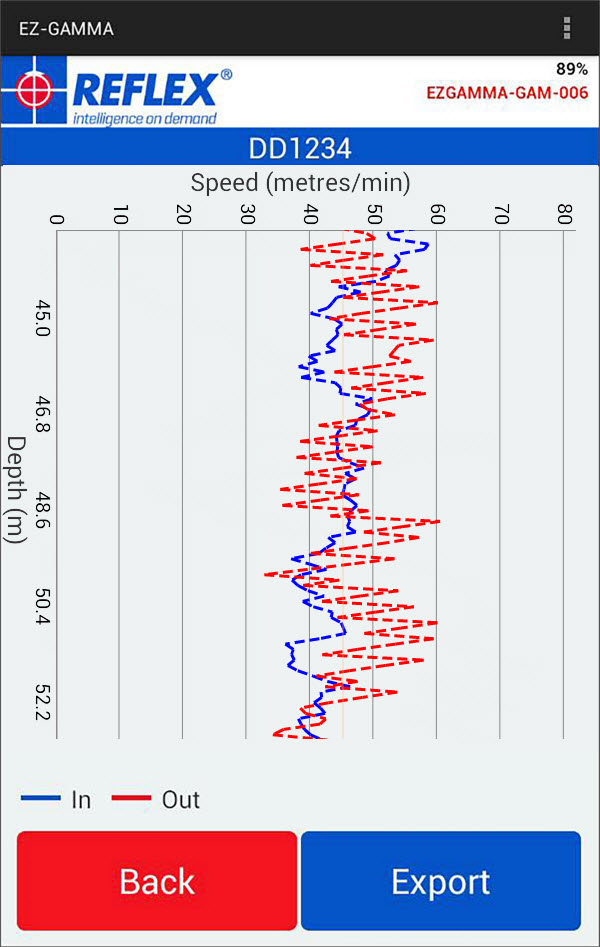 EZ-GAMMA
REFLEX®
intelligence on demand
89%
EZGAMMA-GAM-006
DD1234
Speed (metres/min)
0 10 20 30 40 50 60 70 80
Depth (m)
45.0
46.8
48.6
50.4
52.2
In Out
Back Export